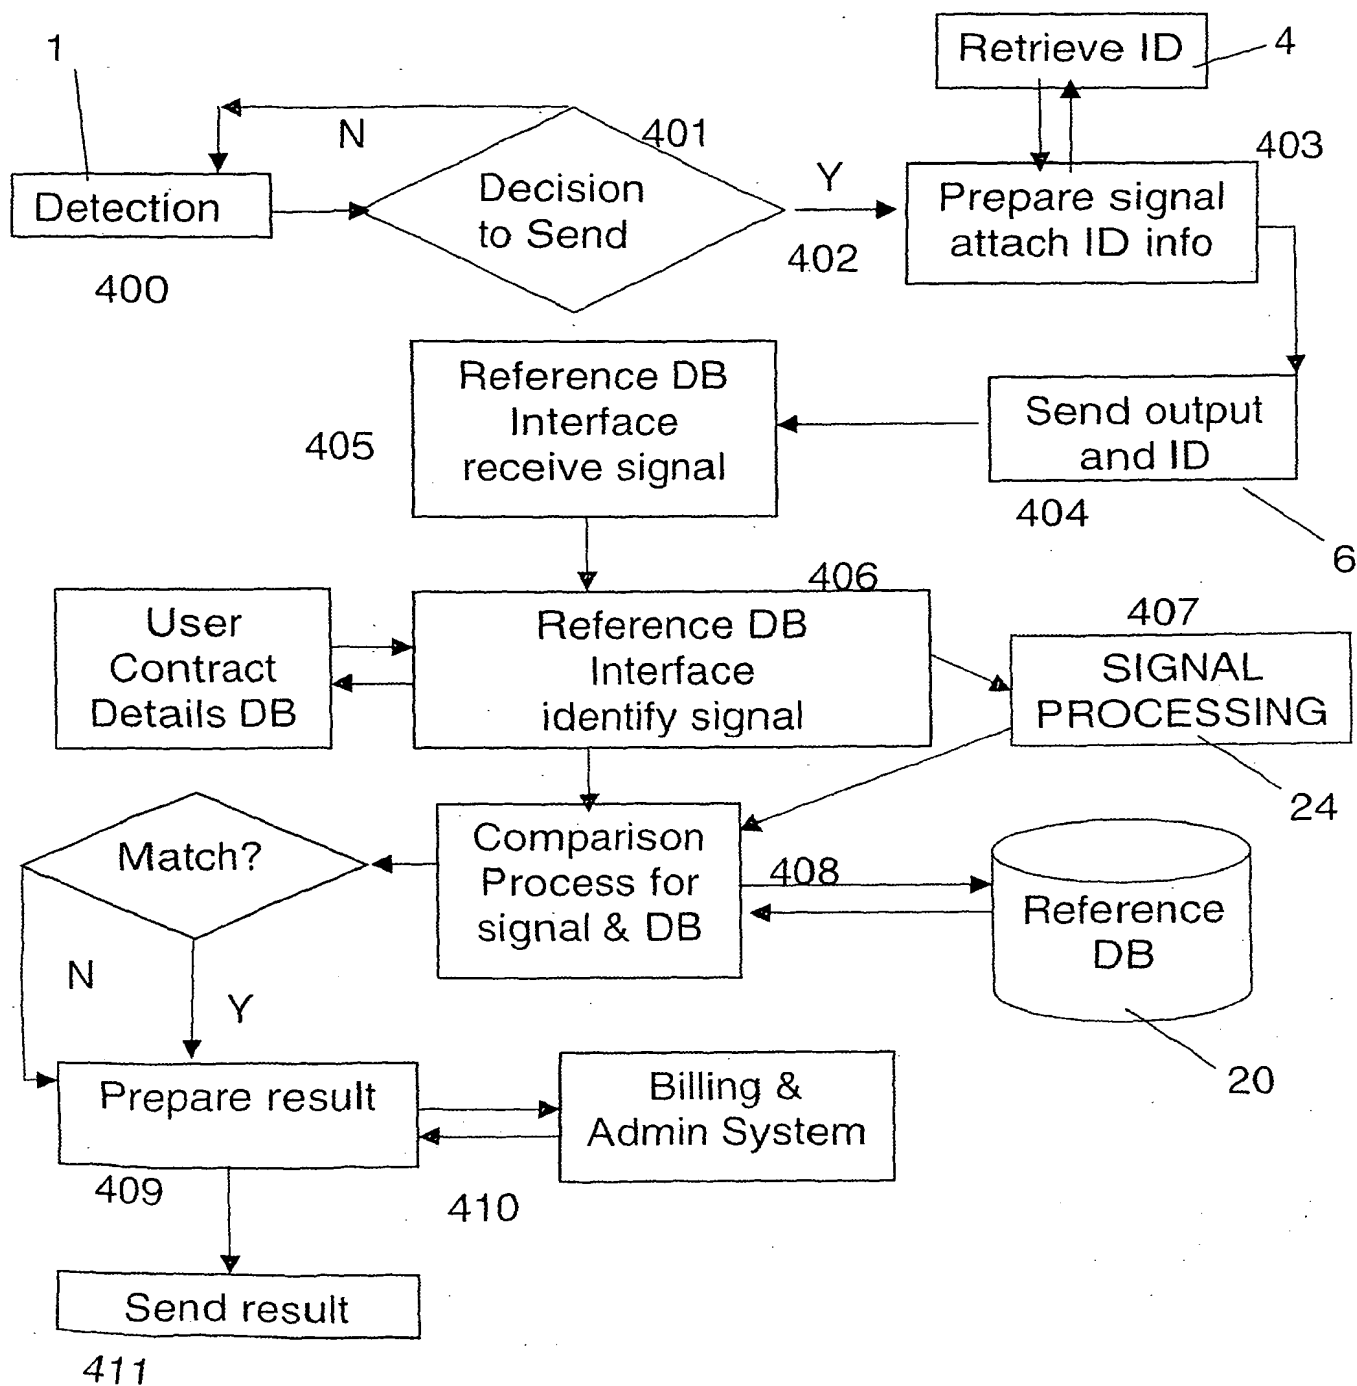 1
Retrieve ID
4
N
401
403
Detection
Decision
to Send
Y
Prepare signal
attach ID info
400
402
Reference DB
Interface
receive signal
405
Send output
and ID
404
6
406
407
User
Contract
Details DB
Reference DB
Interface
identify signal
SIGNAL
PROCESSING
24
Match?
Comparison
Process for
signal & DB
408
Reference
DB
20
N
Y
Prepare result
Billing &
Admin System
409
410
Send result
411